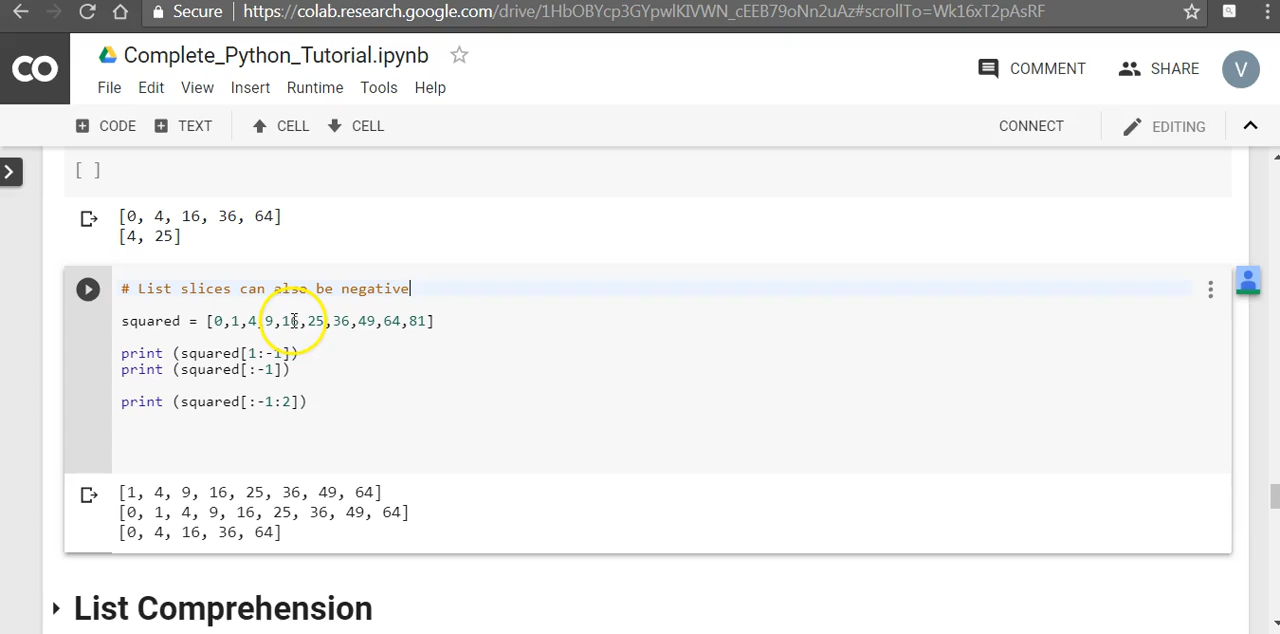 Secure https://colab.research.google.com/drive/1HbOBYcp3GYpwlKIVWN_cEEB79oNn2uAz#scrollTo=Wk16xT2pAsRF
CO Complete_Python_Tutorial.ipynb
COMMENT SHARE V
File Edit View Insert Runtime Tools Help
CODE TEXT CELL CELL CONNECT EDITING
[ ]
[0, 4, 16, 36, 64]
[4, 25]
# List slices can also be negative
squared = [0,1,4,9,16,25,36,49,64,81]
print (squared[1:-1])
print (squared[:-1])
print (squared[:-1:2])
[1, 4, 9, 16, 25, 36, 49, 64]
[0, 1, 4, 9, 16, 25, 36, 49, 64]
[0, 4, 16, 36, 64]
List Comprehension